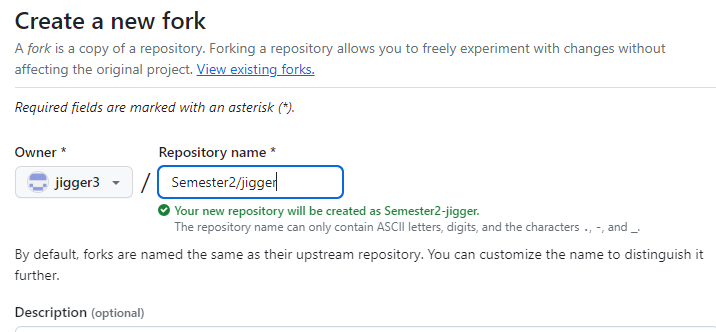 Create a new fork
A fork is a copy of a repository. Forking a repository allows you to freely experiment with changes without
affecting the original project. View existing forks.
Required fields are marked with an asterisk (*).
Owner * Repository name *
jigger3 / Semester2/jigger
Your new repository will be created as Semester2-jigger.
The repository name can only contain ASCII letters, digits, and the characters ., -, and _.
By default, forks are named the same as their upstream repository. You can customize the name to distinguish it
further.
Description (optional)